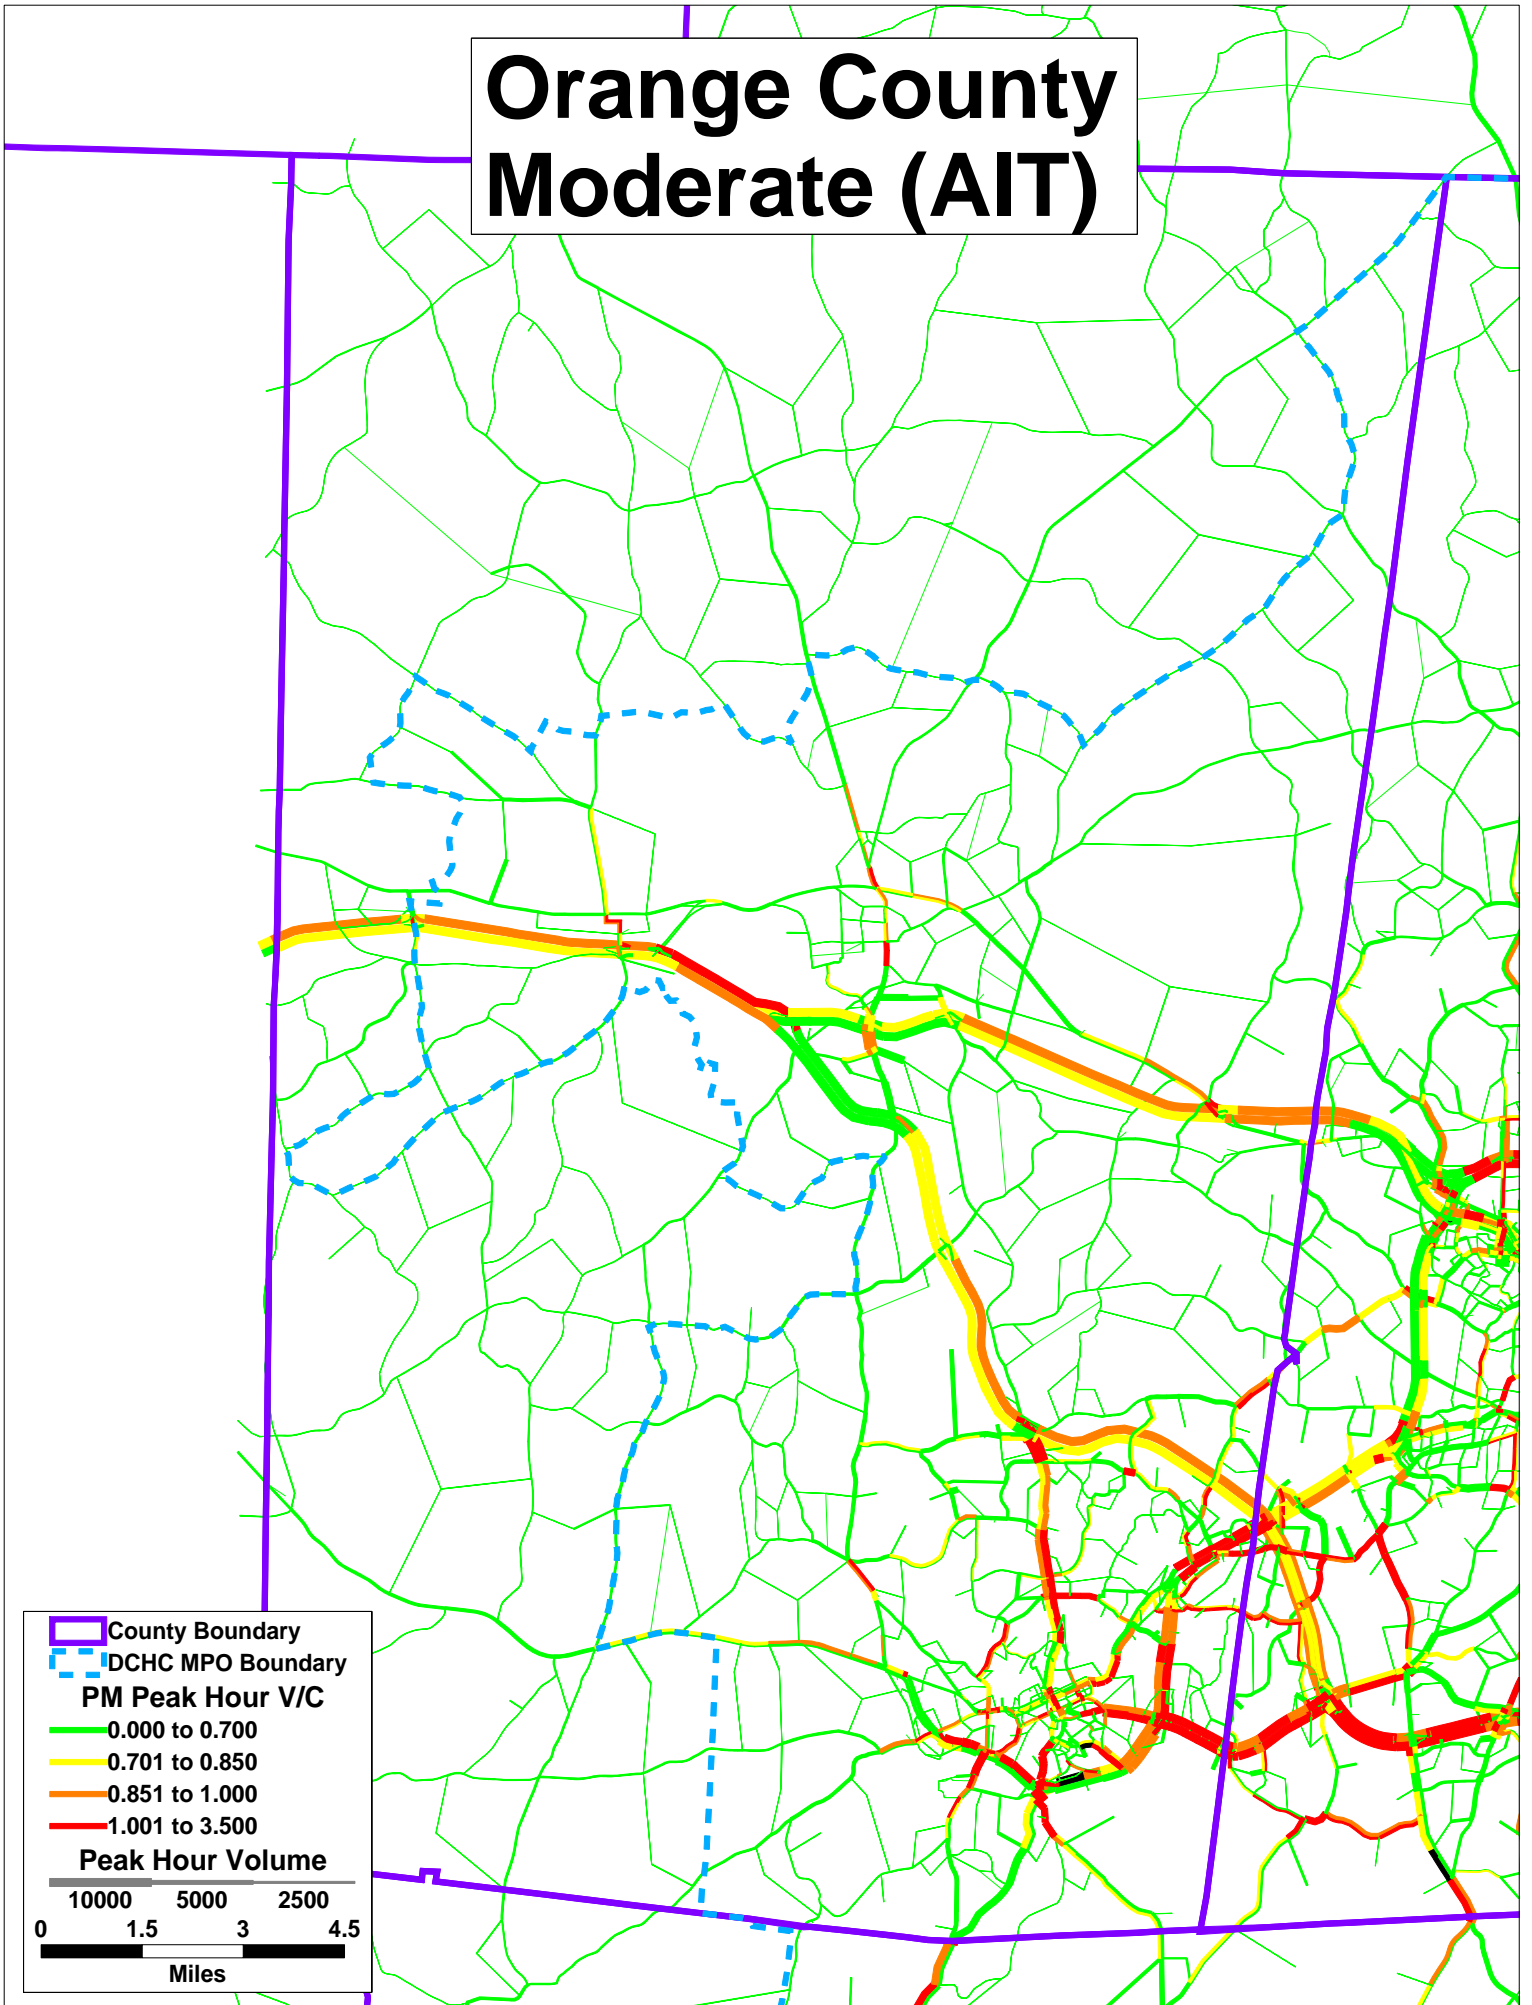 Orange County
Moderate (AIT)
County Boundary
DCHC MPO Boundary
PM Peak Hour V/C
0.000 to 0.700
0.701 to 0.850
0.851 to 1.000
1.001 to 3.500
Peak Hour Volume
10000 5000 2500
0 1.5 3 4.5
Miles